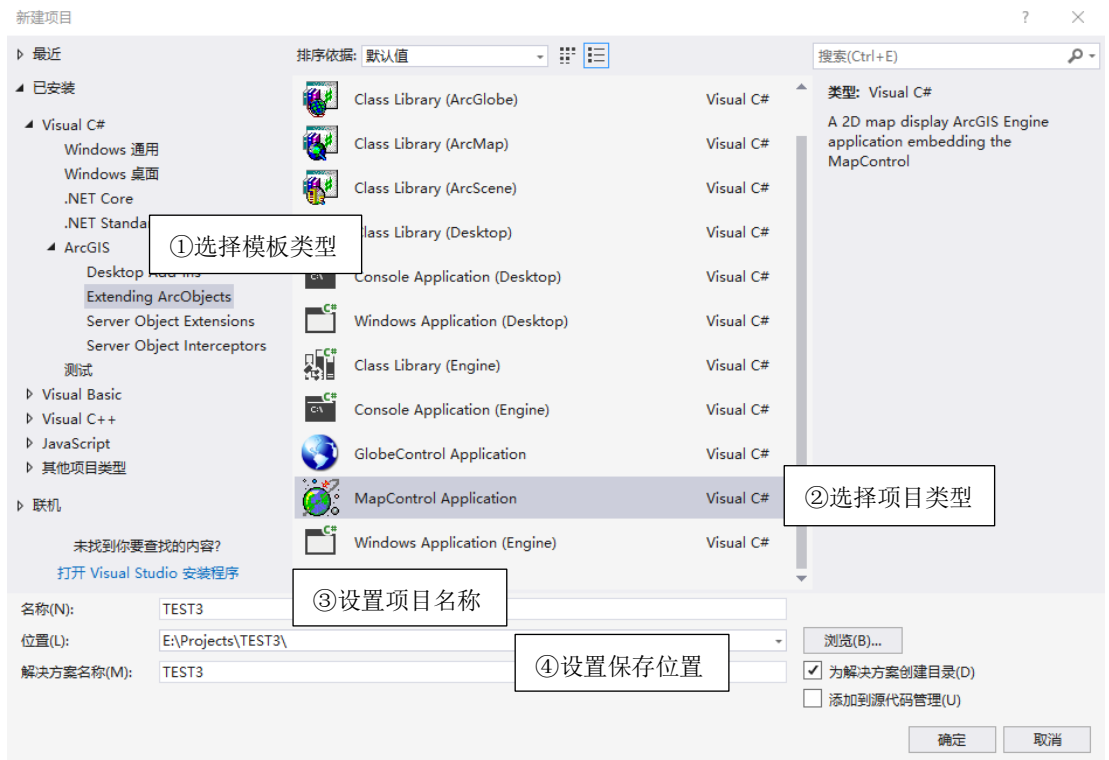 新建项目
?
最近
已安装
Visual C#
Windows 通用
Windows 桌面
.NET Core
.NET Standa
ArcGIS
Desktop
Extending ArcObjects
Server Object Extensions
Server Object Interceptors
测试
Visual Basic
Visual C++
JavaScript
其他项目类型
联机
未找到你要查找的内容?
打开 Visual Studio 安装程序
①选择模板类型
排序依据: 默认值
Class Library (ArcGlobe) Visual C#
Class Library (ArcMap) Visual C#
Class Library (ArcScene) Visual C#
Class Library (Desktop) Visual C#
Console Application (Desktop) Visual C#
Windows Application (Desktop) Visual C#
Class Library (Engine) Visual C#
Console Application (Engine) Visual C#
GlobeControl Application Visual C#
MapControl Application Visual C#
Windows Application (Engine) Visual C#
②选择项目类型
搜索(Ctrl+E)
类型: Visual C#
A 2D map display ArcGIS Engine
application embedding the
MapControl
③设置项目名称
名称(N): TEST3
位置(L): E:\Projects\TEST3\
浏览(B)...
④设置保存位置
解决方案名称(M): TEST3
为解决方案创建目录(D)
添加到源代码管理(U)
确定 取消